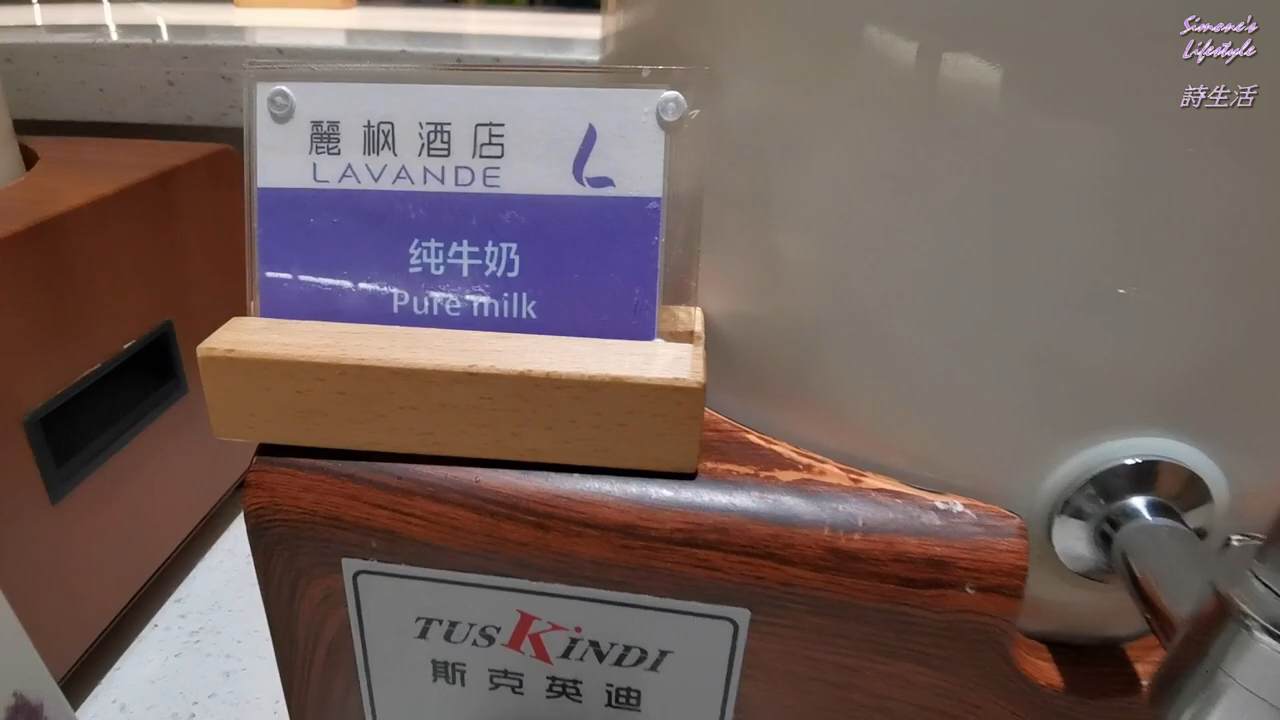 Simone's
Lifestyle
詩生活
麗枫酒店
LAVANDE
纯牛奶
Pure milk
TUSKINDI
斯克英迪